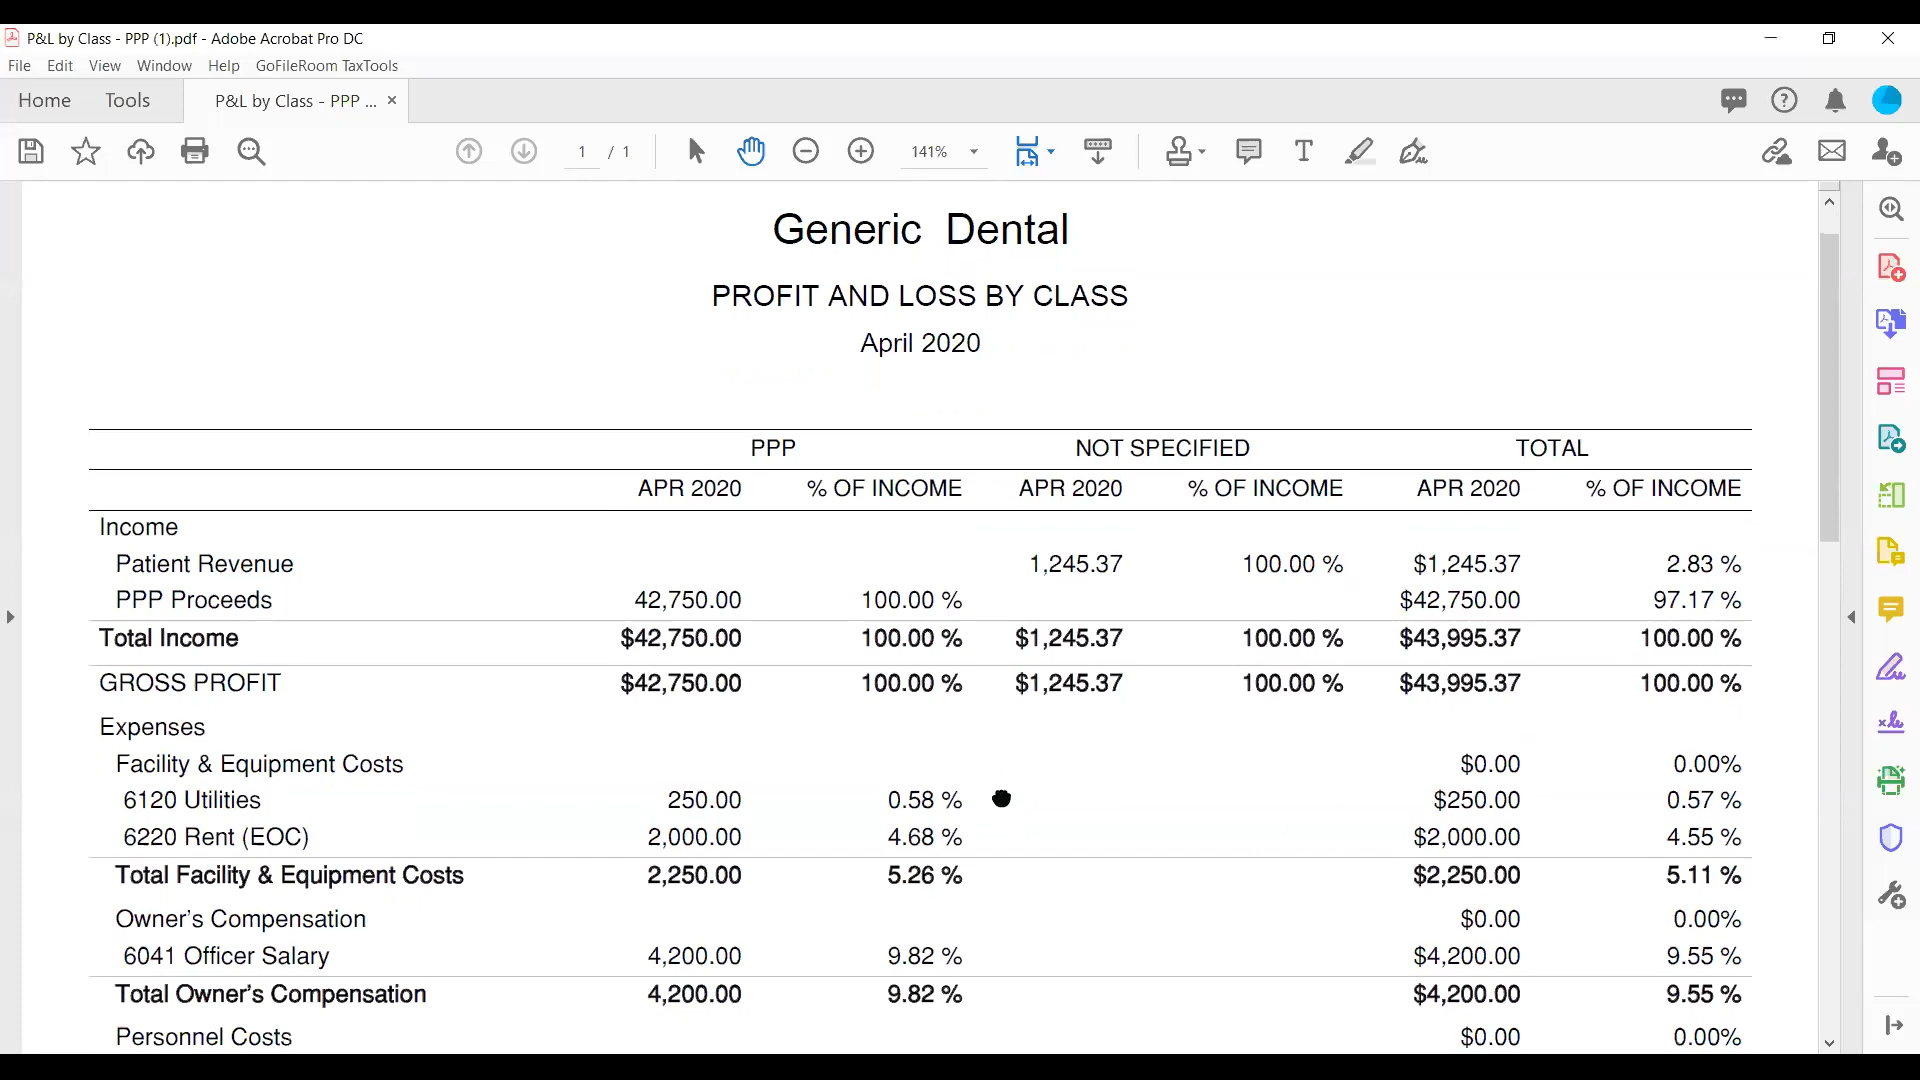 P&L by Class - PPP (1).pdf - Adobe Acrobat Pro DC
File Edit View Window Help GoFileRoom TaxTools
Home Tools P&L by Class - PPP ... ×
1 / 1 141%
Generic Dental
PROFIT AND LOSS BY CLASS
April 2020
PPP NOT SPECIFIED TOTAL
APR 2020 % OF INCOME APR 2020 % OF INCOME APR 2020 % OF INCOME
Income
Patient Revenue 1,245.37 100.00 % $1,245.37 2.83 %
PPP Proceeds 42,750.00 100.00 % $42,750.00 97.17 %
Total Income $42,750.00 100.00 % $1,245.37 100.00 % $43,995.37 100.00 %
GROSS PROFIT $42,750.00 100.00 % $1,245.37 100.00 % $43,995.37 100.00 %
Expenses
Facility & Equipment Costs $0.00 0.00%
6120 Utilities 250.00 0.58 % $250.00 0.57 %
6220 Rent (EOC) 2,000.00 4.68 % $2,000.00 4.55 %
Total Facility & Equipment Costs 2,250.00 5.26 % $2,250.00 5.11 %
Owner's Compensation $0.00 0.00%
6041 Officer Salary 4,200.00 9.82 % $4,200.00 9.55 %
Total Owner's Compensation 4,200.00 9.82 % $4,200.00 9.55 %
Personnel Costs $0.00 0.00%